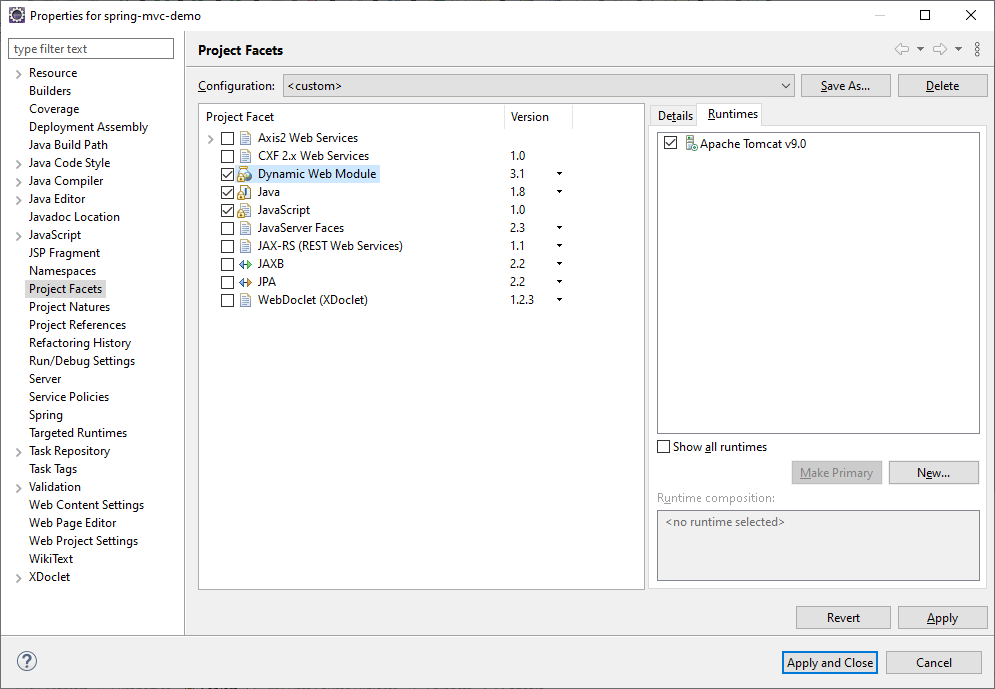 Properties for spring-mvc-demo
type filter text
Resource
Builders
Coverage
Deployment Assembly
Java Build Path
Java Code Style
Java Compiler
Java Editor
Javadoc Location
JavaScript
JSP Fragment
Namespaces
Project Facets
Project Natures
Project References
Refactoring History
Run/Debug Settings
Server
Service Policies
Spring
Targeted Runtimes
Task Repository
Task Tags
Validation
Web Content Settings
Web Page Editor
Web Project Settings
WikiText
XDoclet
Project Facets
Configuration: <custom> Save As... Delete
Project Facet Version
Axis2 Web Services
CXF 2.x Web Services 1.0
Dynamic Web Module 3.1
Java 1.8
JavaScript 1.0
JavaServer Faces 2.3
JAX-RS (REST Web Services) 1.1
JAXB 2.2
JPA 2.2
WebDoclet (XDoclet) 1.2.3
Details Runtimes
Apache Tomcat v9.0
Show all runtimes
Make Primary New...
Runtime composition:
<no runtime selected>
Revert Apply
? Apply and Close Cancel